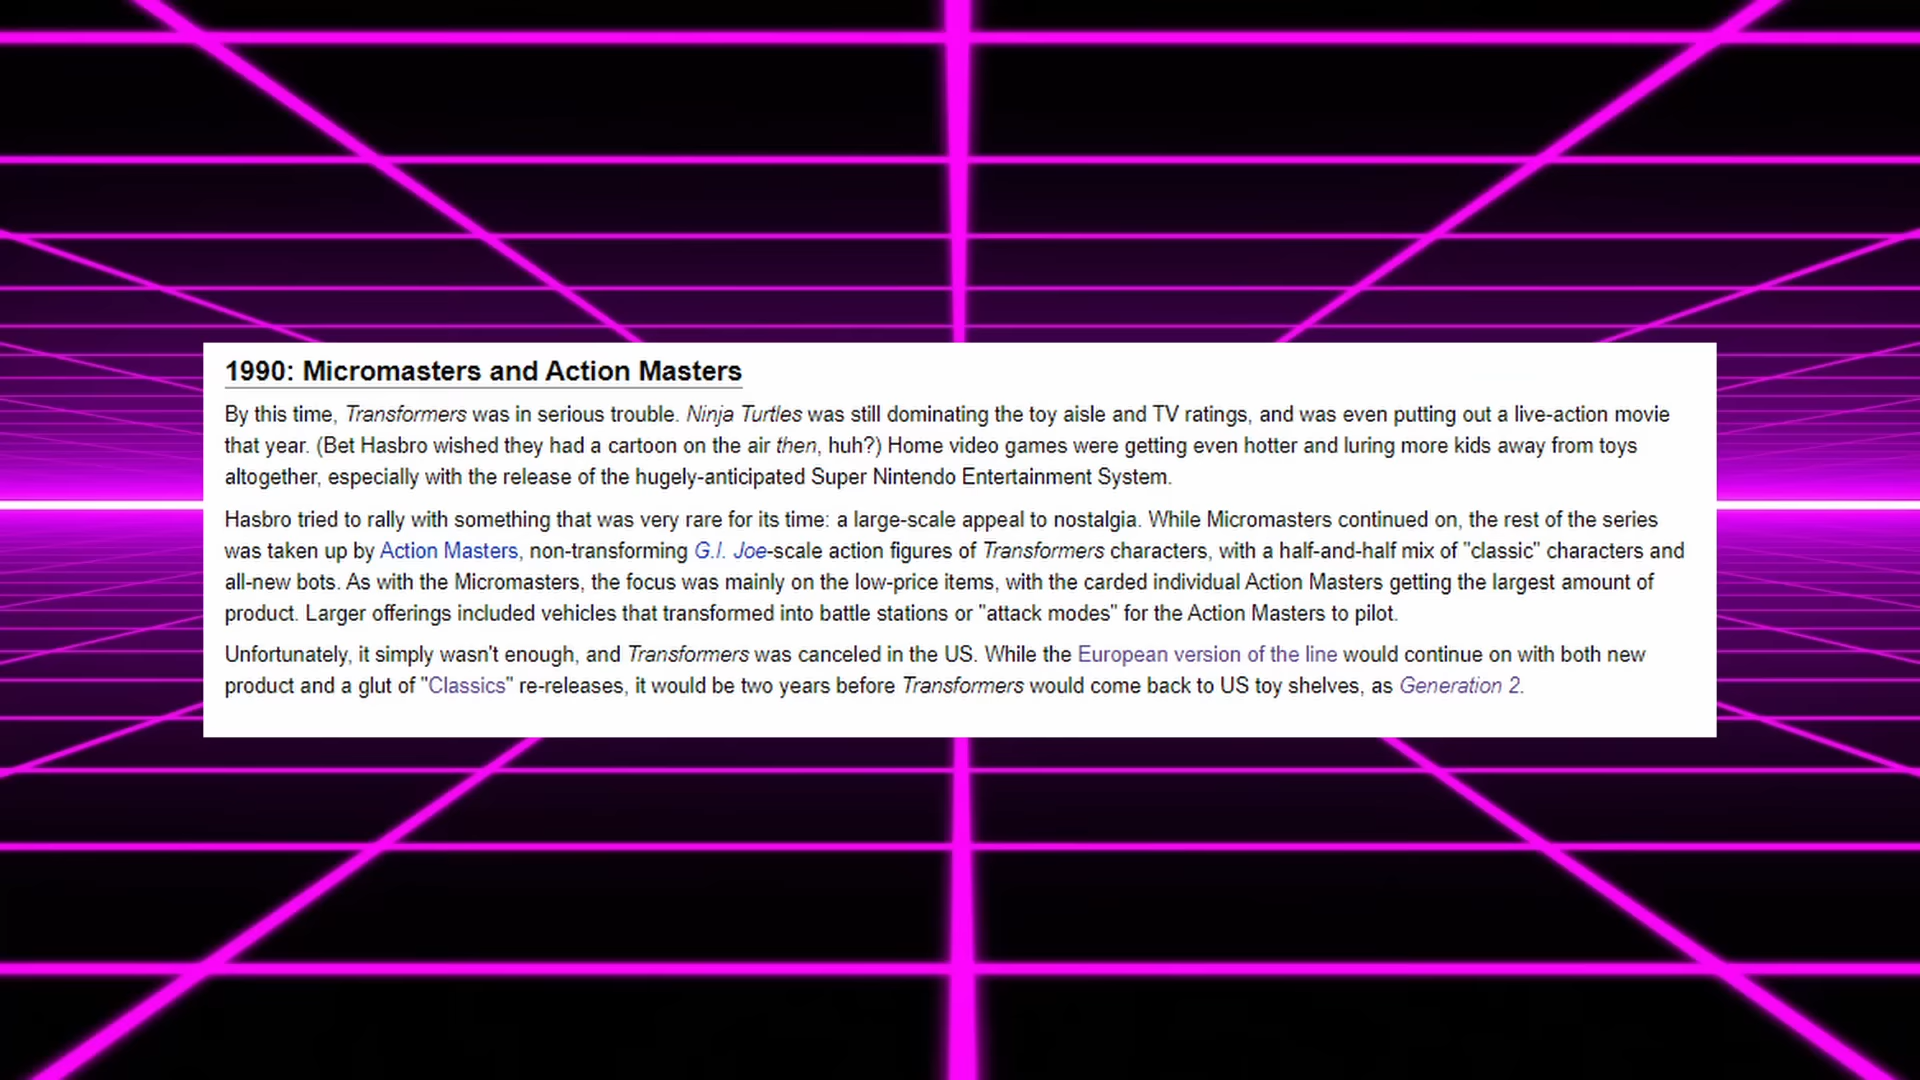 1990: Micromasters and Action Masters
By this time, Transformers was in serious trouble. Ninja Turtles was still dominating the toy aisle and TV ratings, and was even putting out a live-action movie
that year. (Bet Hasbro wished they had a cartoon on the air then, huh?) Home video games were getting even hotter and luring more kids away from toys
altogether, especially with the release of the hugely-anticipated Super Nintendo Entertainment System.
Hasbro tried to rally with something that was very rare for its time: a large-scale appeal to nostalgia. While Micromasters continued on, the rest of the series
was taken up by Action Masters, non-transforming G.I. Joe-scale action figures of Transformers characters, with a half-and-half mix of "classic" characters and
all-new bots. As with the Micromasters, the focus was mainly on the low-price items, with the carded individual Action Masters getting the largest amount of
product. Larger offerings included vehicles that transformed into battle stations or "attack modes" for the Action Masters to pilot.
Unfortunately, it simply wasn't enough, and Transformers was canceled in the US. While the European version of the line would continue on with both new
product and a glut of "Classics" re-releases, it would be two years before Transformers would come back to US toy shelves, as Generation 2.